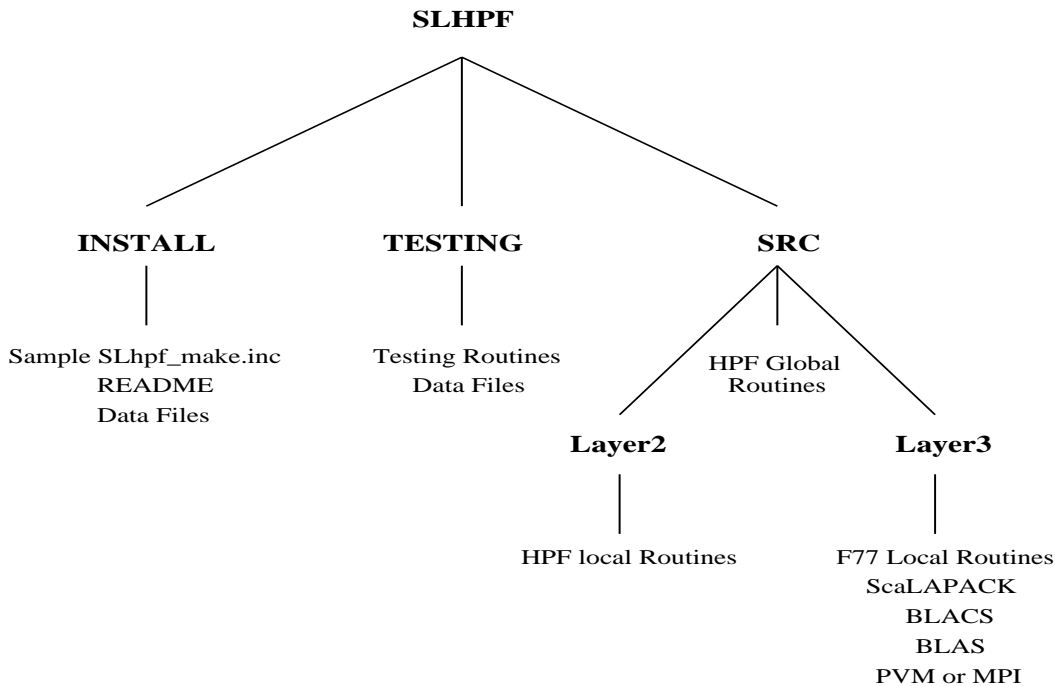 SLHPF
INSTALL
TESTING
SRC
Sample SLhpf_make.inc
README
Data Files
Testing Routines
Data Files
HPF Global
Routines
Layer2
Layer3
HPF local Routines
F77 Local Routines
ScaLAPACK
BLACS
BLAS
PVM or MPI